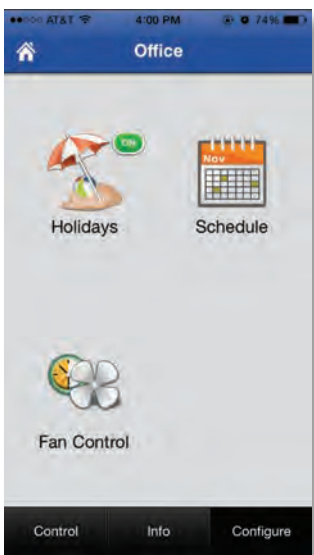 AT&T 4:00 PM 74%
Office
Nov
Holidays Schedule
Fan Control
Control Info Configure